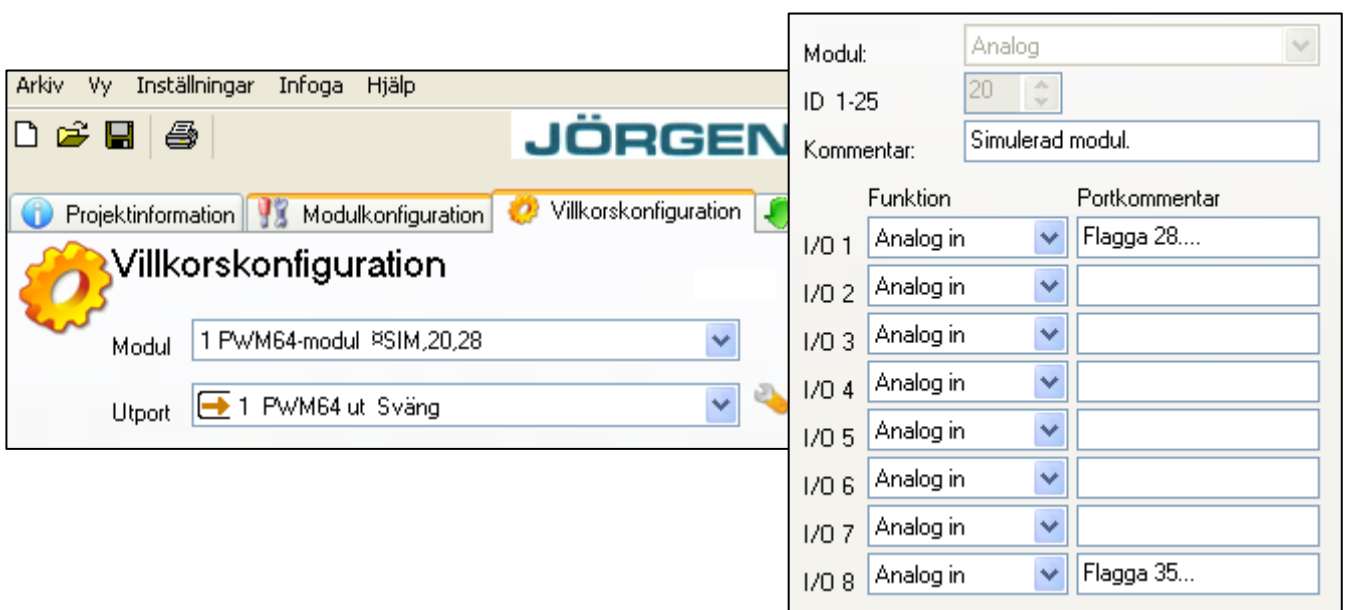 Arkiv Vy Inställningar Infoga Hjälp
JÖRGEN
Projektinformation Modulkonfiguration Villkorskonfiguration
Villkorskonfiguration
Modul 1 PWM64-modul ¤SIM,20,28
Utport 1 PWM64 ut Sväng
Modul: Analog
ID 1-25 20
Kommentar: Simulerad modul.
Funktion Portkommentar
I/O 1 Analog in Flagga 28....
I/O 2 Analog in
I/O 3 Analog in
I/O 4 Analog in
I/O 5 Analog in
I/O 6 Analog in
I/O 7 Analog in
I/O 8 Analog in Flagga 35...